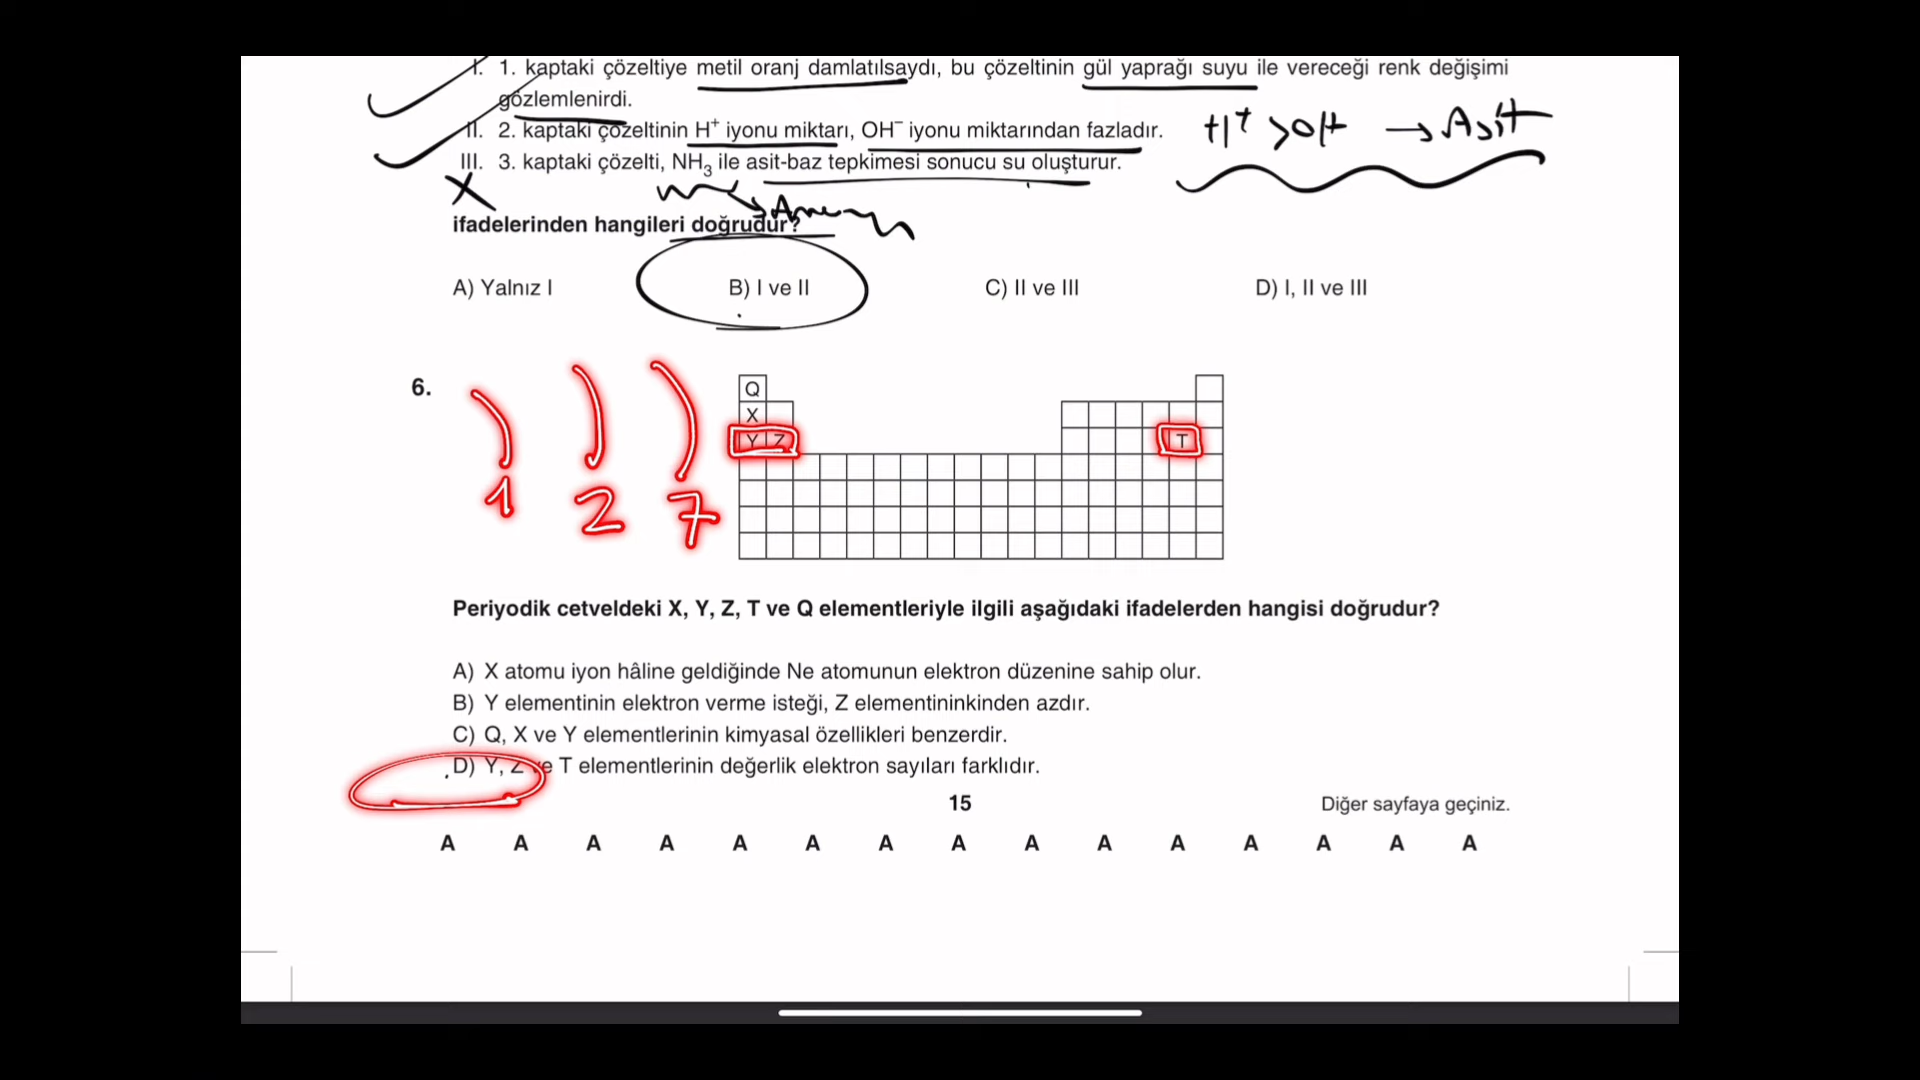 I. 1. kaptaki çözeltiye metil oranj damlatılsaydı, bu çözeltinin gül yaprağı suyu ile vereceği renk değişimi
gözlemlenirdi.
II. 2. kaptaki çözeltinin H⁺ iyonu miktarı, OH⁻ iyonu miktarından fazladır.
H⁺ > OH → Asit
III. 3. kaptaki çözelti, NH₃ ile asit-baz tepkimesi sonucu su oluşturur.
X
ifadelerinden hangileri doğrudur?
A) Yalnız I B) I ve II C) II ve III D) I, II ve III
6.
1 2 7
Q
X
Y Z T
Periyodik cetveldeki X, Y, Z, T ve Q elementleriyle ilgili aşağıdaki ifadelerden hangisi doğrudur?
A) X atomu iyon hâline geldiğinde Ne atomunun elektron düzenine sahip olur.
B) Y elementinin elektron verme isteği, Z elementininkinden azdır.
C) Q, X ve Y elementlerinin kimyasal özellikleri benzerdir.
D) Y, Z ve T elementlerinin değerlik elektron sayıları farklıdır.
15
Diğer sayfaya geçiniz.
A A A A A A A A A A A A A A A